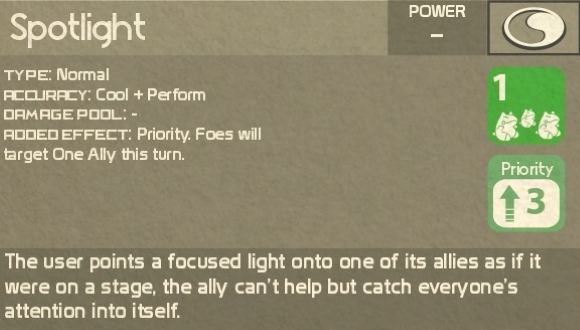 Spotlight
POWER
–
TYPE: Normal
ACCURACY: Cool + Perform
DAMAGE POOL: -
ADDED EFFECT: Priority. Foes will
target One Ally this turn.
1
Priority
3
The user points a focused light onto one of its allies as if it
were on a stage, the ally can't help but catch everyone's
attention into itself.